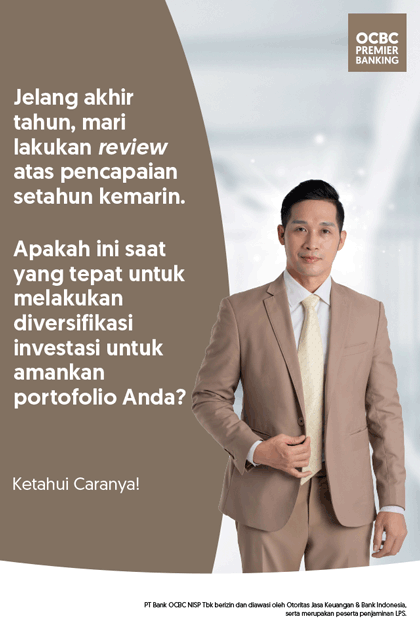 OCBC
PREMIER
BANKING
Jelang akhir
tahun, mari
lakukan review
atas pencapaian
setahun kemarin.
Apakah ini saat
yang tepat untuk
melakukan
diversifikasi
investasi untuk
amankan
portofolio Anda?
Ketahui Caranya!
PT Bank OCBC NISP Tbk berizin dan diawasi oleh Otoritas Jasa Keuangan & Bank Indonesia,
serta merupakan peserta penjaminan LPS.